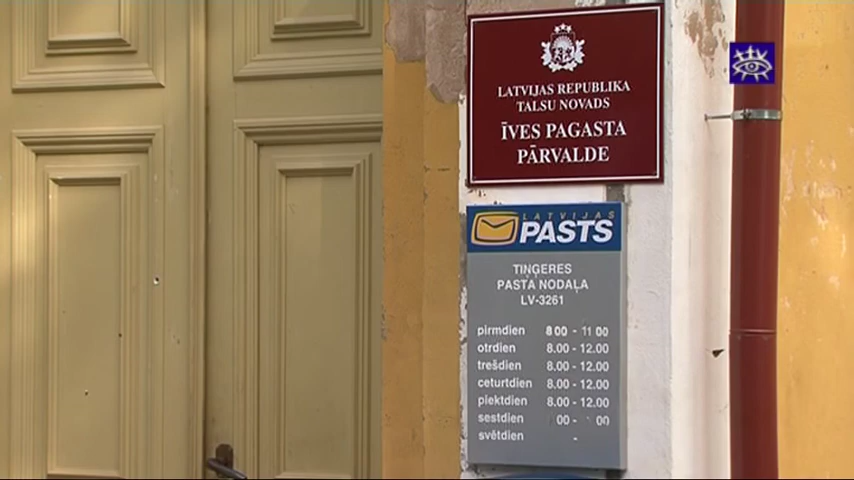 LATVIJAS REPUBLIKA
TALSU NOVADS
ĪVES PAGASTA
PĀRVALDE
LATVIJAS
PASTS
TIŅĢERES
PASTA NODAĻA
LV-3261
pirmdien 8 00 - 11 00
otrdien 8.00 - 12.00
trešdien 8.00 - 12.00
ceturtdien 8.00 - 12.00
piektdien 8.00 - 12.00
sestdien 00 - 00
svētdien -